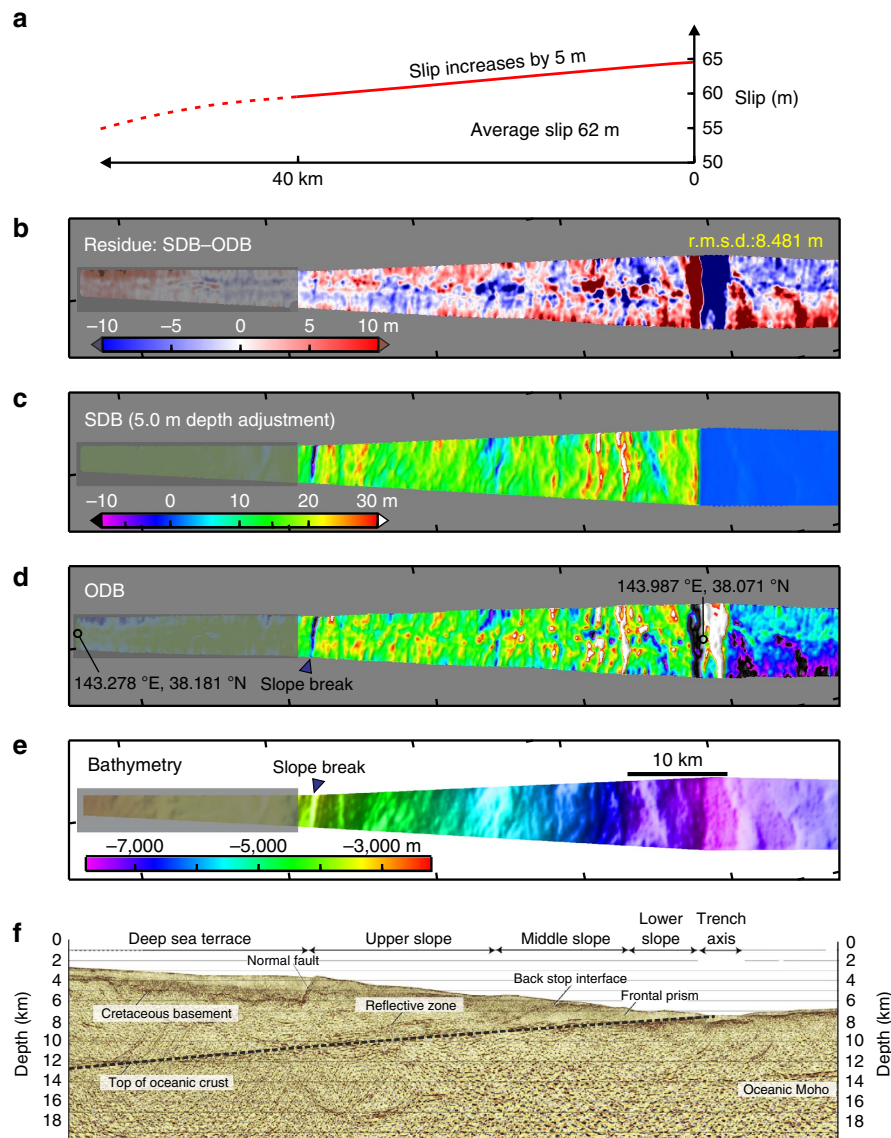 a
Slip increases by 5 m
65
60
Slip (m)
Average slip 62 m
55
50
40 km
0
b
Residue: SDB–ODB
r.m.s.d.:8.481 m
–10 –5 0 5 10 m
c
SDB (5.0 m depth adjustment)
–10 0 10 20 30 m
d
ODB
143.987 °E, 38.071 °N
143.278 °E, 38.181 °N
Slope break
e
Bathymetry
Slope break
10 km
–7,000 –5,000 –3,000 m
f
Deep sea terrace
Upper slope
Middle slope
Lower slope
Trench axis
0
2
4
6
8
10
12
14
16
18
Depth (km)
Normal fault
Back stop interface
Frontal prism
Reflective zone
Cretaceous basement
Top of oceanic crust
Oceanic Moho
0
2
4
6
8
10
12
14
16
18
Depth (km)